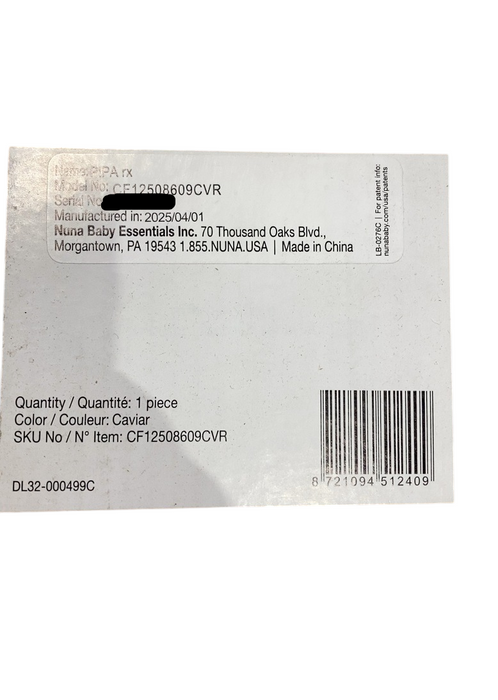 Name: PIPA rx
Model No: CF12508609CVR
Serial No
Manufactured in: 2025/04/01
Nuna Baby Essentials Inc. 70 Thousand Oaks Blvd.,
Morgantown, PA 19543 1.855.NUNA.USA | Made in China
LB-0276C | For patent info:
nunababy.com/usa/patents
Quantity / Quantité: 1 piece
Color / Couleur: Caviar
SKU No / N° Item: CF12508609CVR
DL32-000499C
8 721094 512409